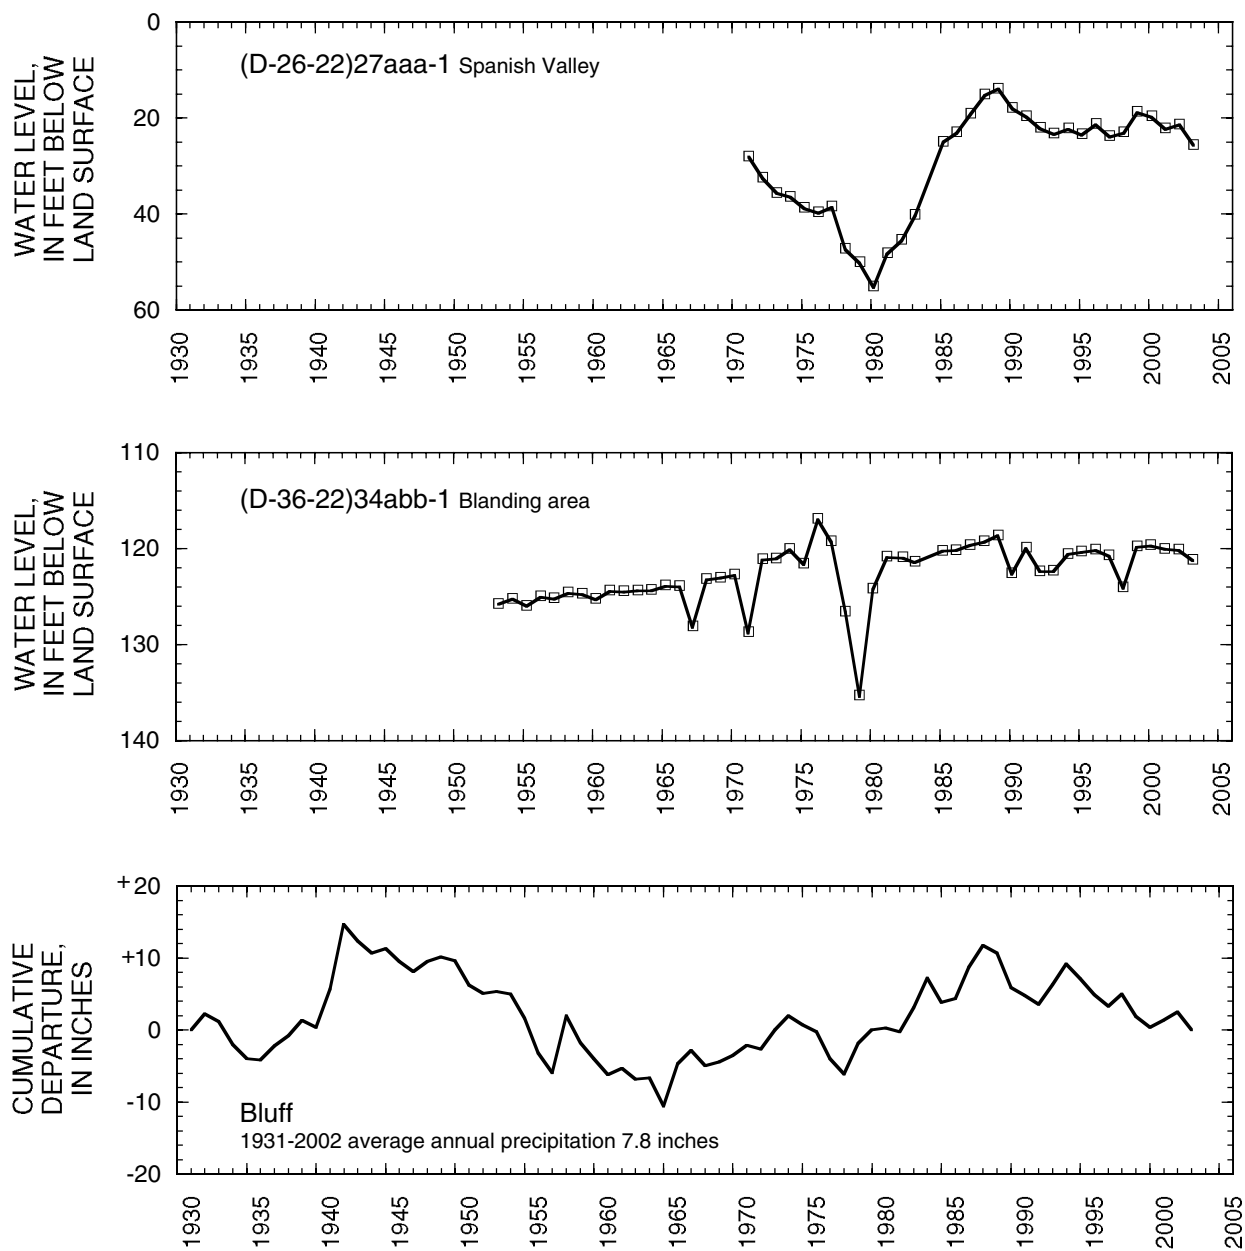 WATER LEVEL,
IN FEET BELOW
LAND SURFACE
0
20
40
60
(D-26-22)27aaa-1 Spanish Valley
1930 1935 1940 1945 1950 1955 1960 1965 1970 1975 1980 1985 1990 1995 2000 2005
WATER LEVEL,
IN FEET BELOW
LAND SURFACE
110
120
130
140
(D-36-22)34abb-1 Blanding area
1930 1935 1940 1945 1950 1955 1960 1965 1970 1975 1980 1985 1990 1995 2000 2005
CUMULATIVE
DEPARTURE,
IN INCHES
+20
+10
0
-10
-20
Bluff
1931-2002 average annual precipitation 7.8 inches
1930 1935 1940 1945 1950 1955 1960 1965 1970 1975 1980 1985 1990 1995 2000 2005